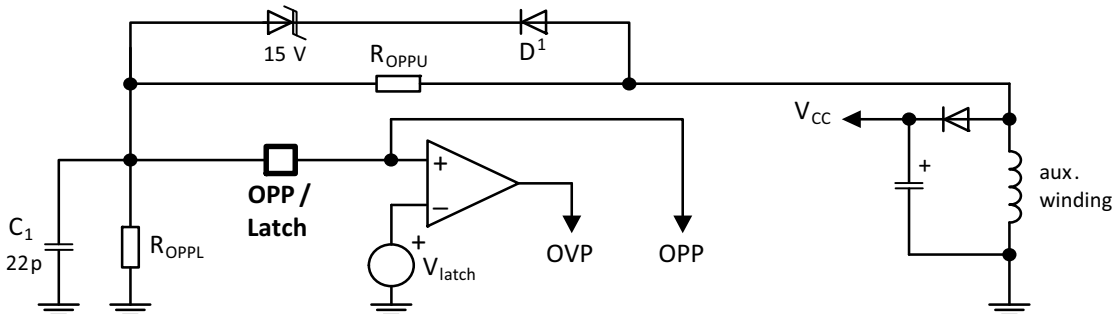 15 V
D¹
R_OPPU
V_CC
+
aux.
winding
OPP /
Latch
+
−
C₁
22p
R_OPPL
+
V_latch
OVP
OPP